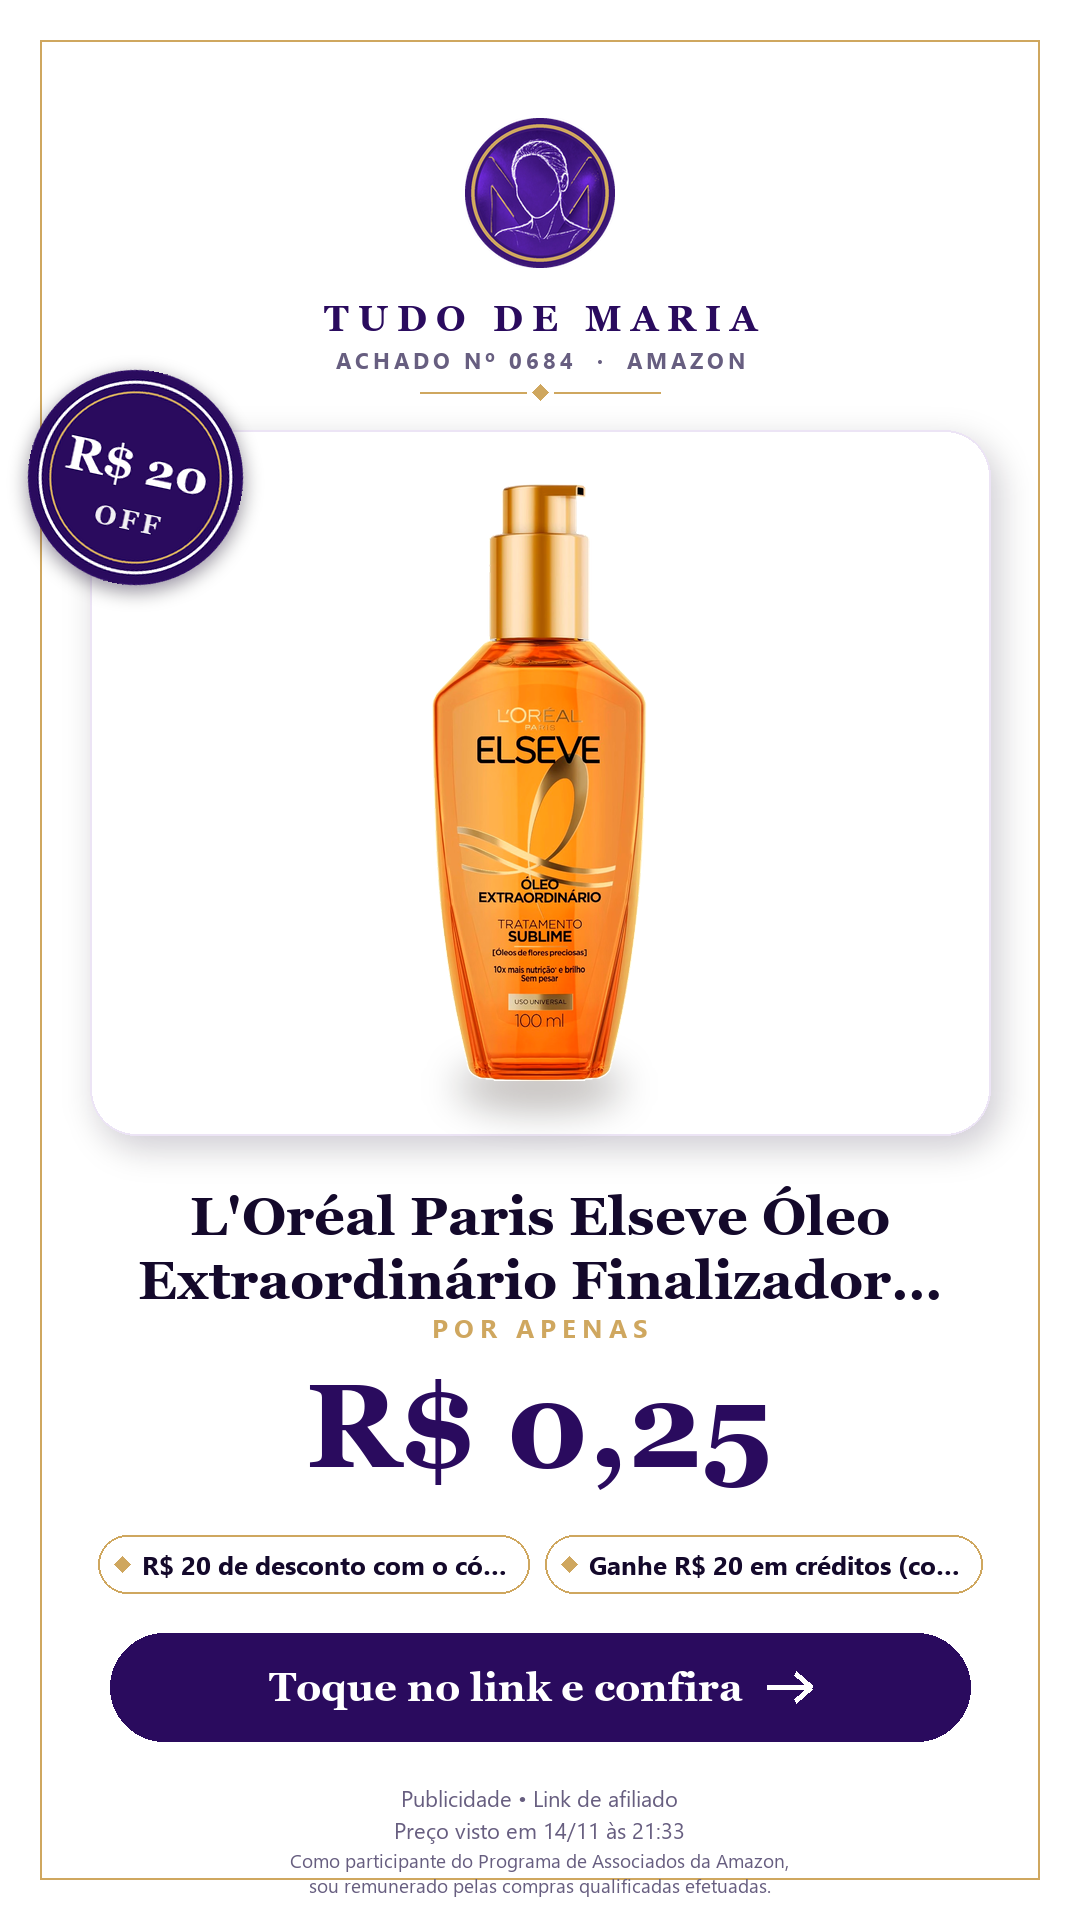 TUDO DE MARIA
ACHADO Nº 0684 · AMAZON
R$ 20
OFF
L'ORÉAL
PARIS
ELSEVE
ÓLEO
EXTRAORDINÁRIO
TRATAMENTO
SUBLIME
[Óleos de flores preciosas]
10x mais nutrição¹ e brilho
Sem pesar
USO UNIVERSAL
100 ml
L'Oréal Paris Elseve Óleo
Extraordinário Finalizador...
POR APENAS
R$ 0,25
R$ 20 de desconto com o có...
Ganhe R$ 20 em créditos (co...
Toque no link e confira →
Publicidade • Link de afiliado
Preço visto em 14/11 às 21:33
Como participante do Programa de Associados da Amazon,
sou remunerado pelas compras qualificadas efetuadas.